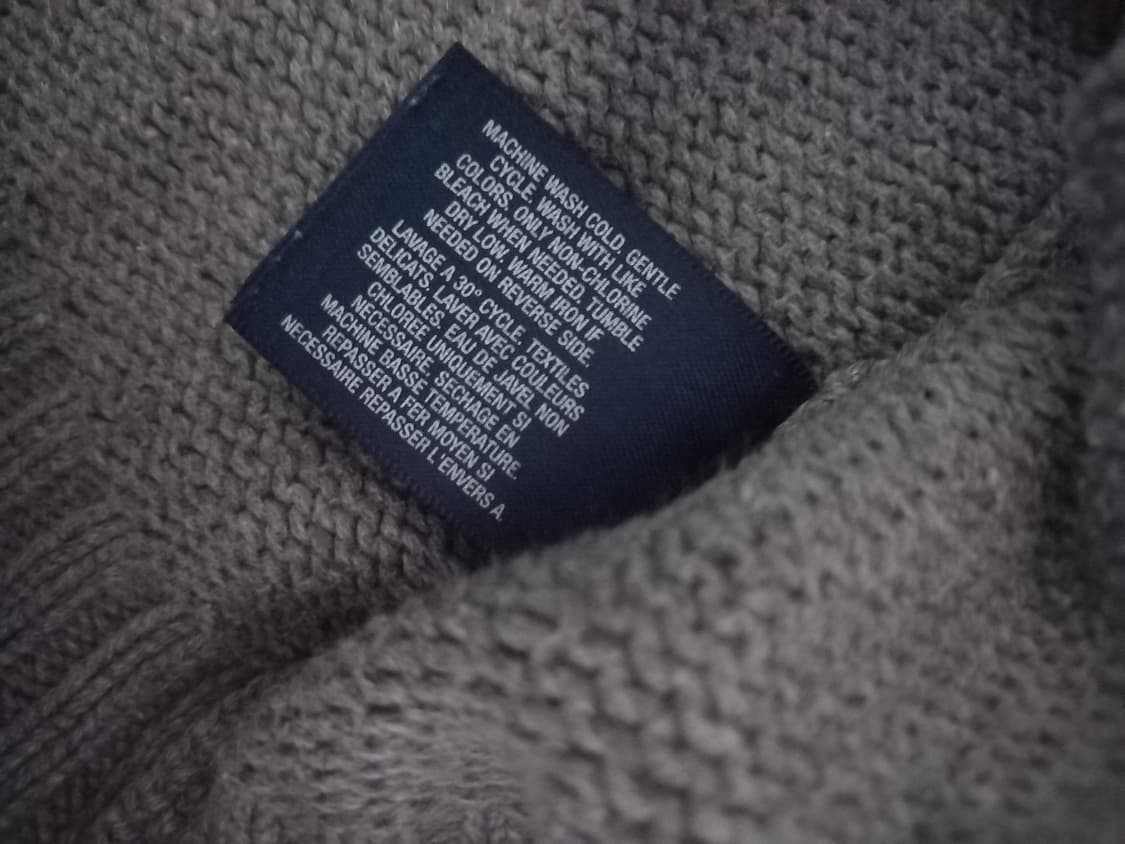 MACHINE WASH COLD, GENTLE
CYCLE. WASH WITH LIKE
COLORS. ONLY NON-CHLORINE
BLEACH WHEN NEEDED. TUMBLE
DRY LOW. WARM IRON IF
NEEDED ON REVERSE SIDE.
LAVAGE A 30° CYCLE, TEXTILES
DELICATS, LAVER AVEC COULEURS
SEMBLABLES. EAU DE JAVEL NON
CHLOREE UNIQUEMENT SI
NECESSAIRE. SECHAGE EN
MACHINE BASSE TEMPERATURE.
REPASSER A FER MOYEN SI
NECESSAIRE REPASSER L'ENVERS A.